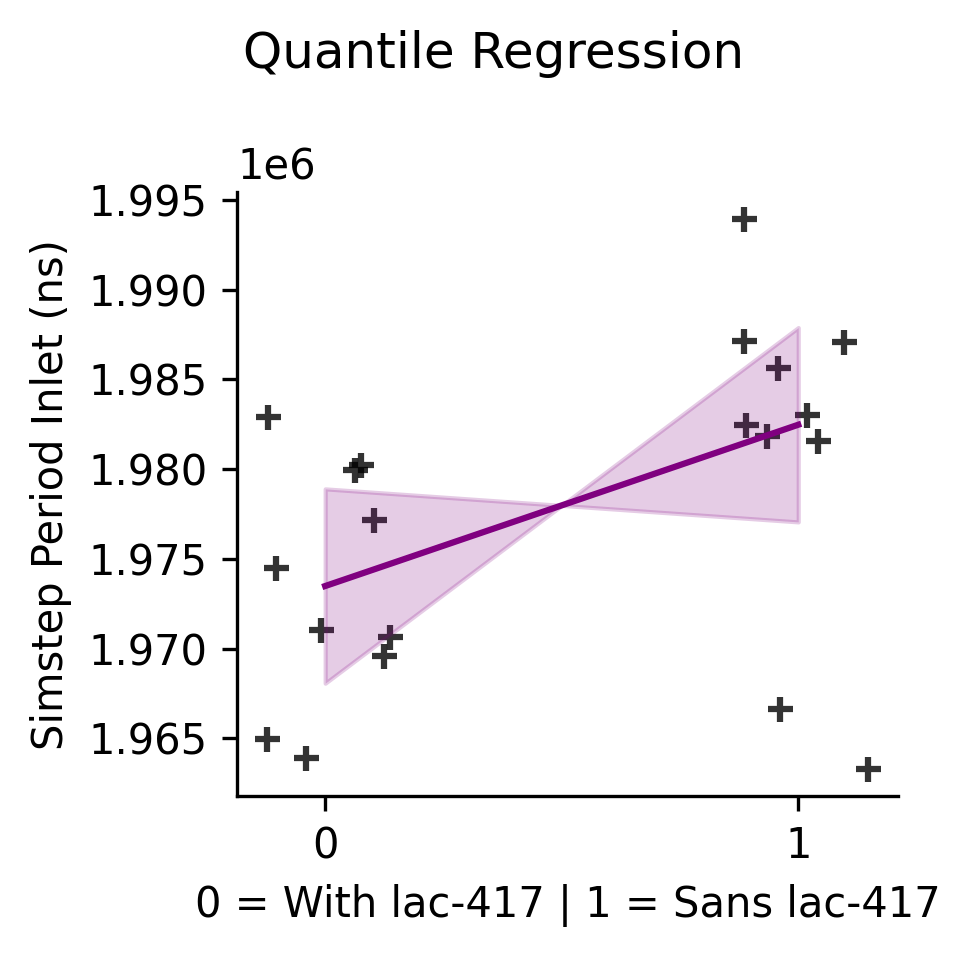 Quantile Regression
1e6
1.995
1.990
1.985
1.980
1.975
1.970
1.965
Simstep Period Inlet (ns)
0 1
0 = With lac-417 | 1 = Sans lac-417